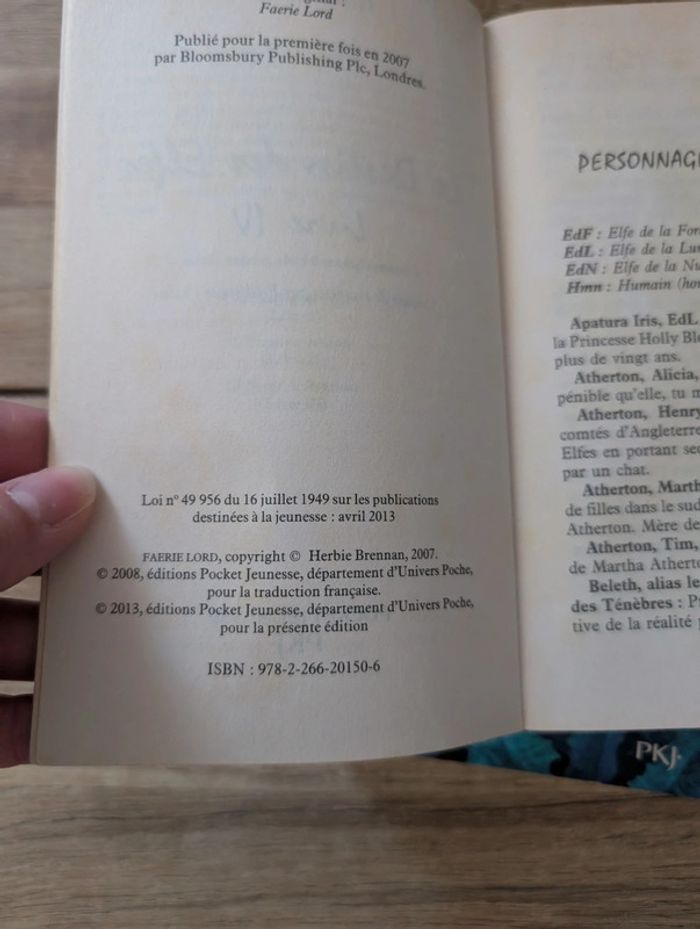 Faerie Lord
Publié pour la première fois en 2007
par Bloomsbury Publishing Plc, Londres.
Loi n° 49 956 du 16 juillet 1949 sur les publications
destinées à la jeunesse : avril 2013
FAERIE LORD, copyright © Herbie Brennan, 2007.
© 2008, éditions Pocket Jeunesse, département d'Univers Poche,
pour la traduction française.
© 2013, éditions Pocket Jeunesse, département d'Univers Poche,
pour la présente édition
ISBN : 978-2-266-20150-6
PERSONNAG
EdF : Elfe de la For
EdL : Elfe de la Lu
EdN : Elfe de la Nu
Hmn : Humain (ho
Apatura Iris, EdL
la Princesse Holly Bl
plus de vingt ans.
Atherton, Alicia,
pénible qu'elle, tu m
Atherton, Henry
comtés d'Angleterre
Elfes en portant se
par un chat.
Atherton, Marth
de filles dans le sud
Atherton. Mère de
Atherton, Tim,
de Martha Atherto
Beleth, alias le
des Ténèbres : P
tive de la réalité
PKJ.